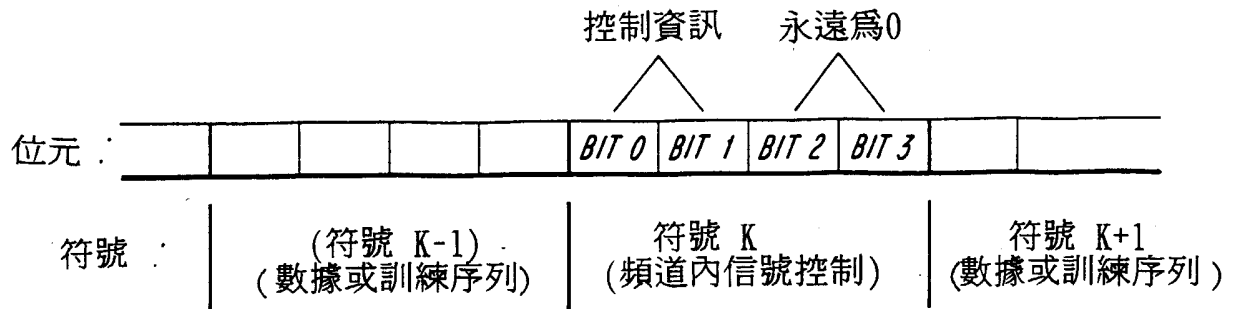 控制資訊 永遠爲0
位元： BIT 0 BIT 1 BIT 2 BIT 3
符號： (符號 K-1) 符號 K 符號 K+1
(數據或訓練序列) (頻道內信號控制) (數據或訓練序列)